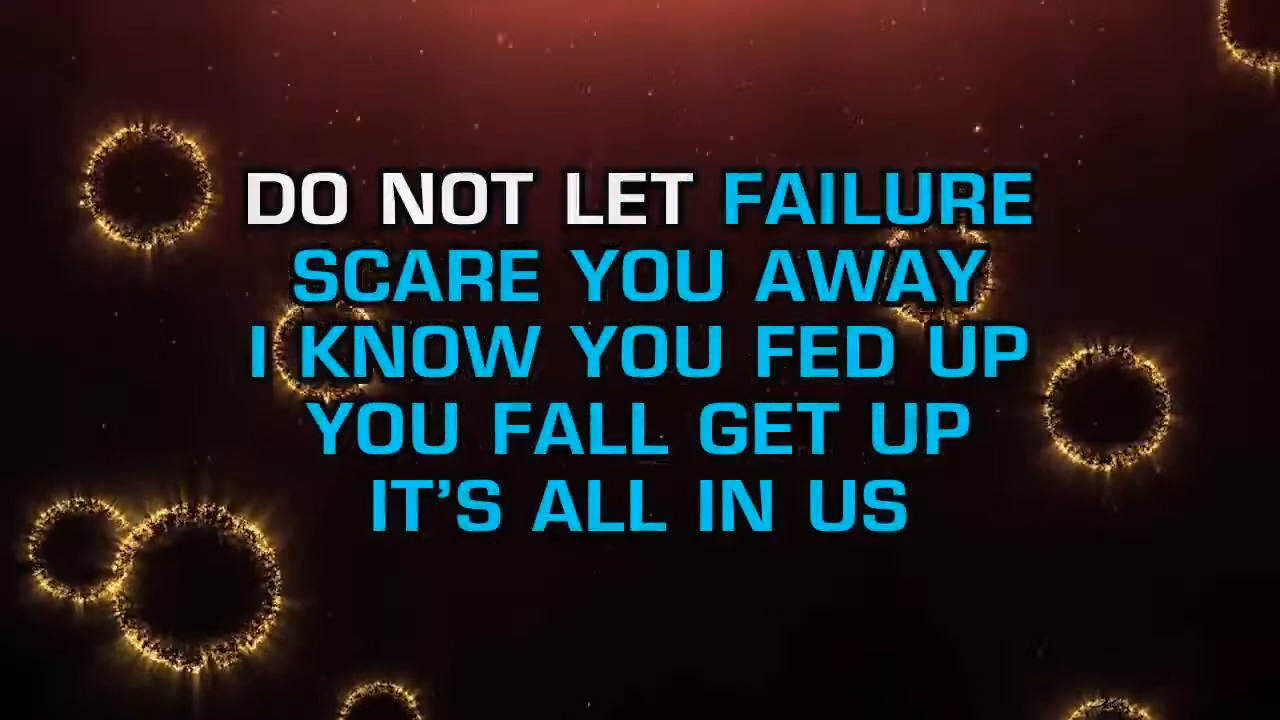 DO NOT LET FAILURE
SCARE YOU AWAY
I KNOW YOU FED UP
YOU FALL GET UP
IT'S ALL IN US